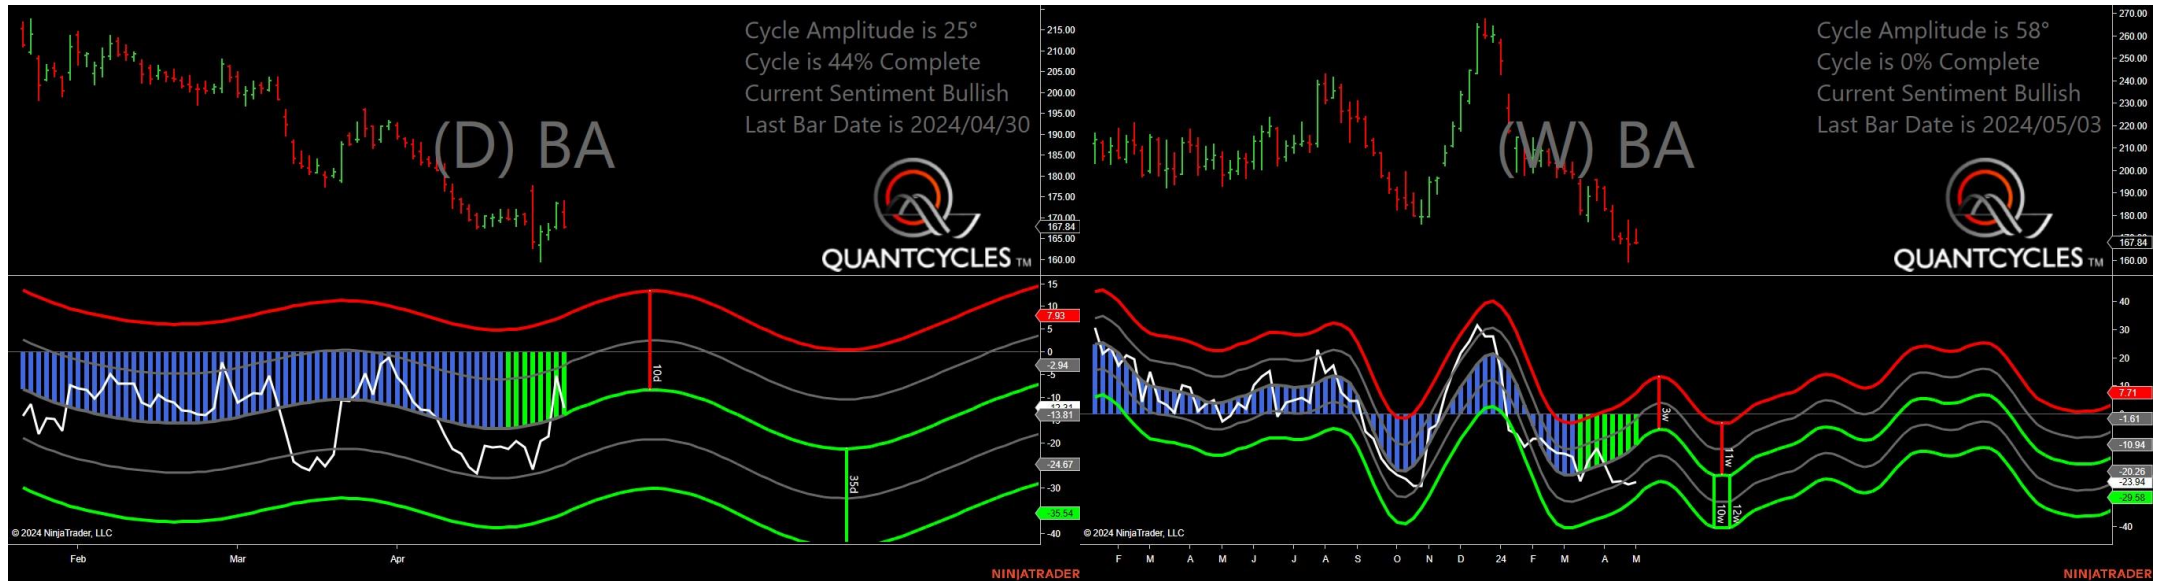 Cycle Amplitude is 25°
Cycle is 44% Complete
Current Sentiment Bullish
Last Bar Date is 2024/04/30
(D) BA
QUANTCYCLES TM
215.00
210.00
205.00
200.00
195.00
190.00
185.00
180.00
175.00
170.00
167.84
165.00
160.00
15
10
7.93
5
0
-2.94
-5
-10
-13.81
-20
-24.67
-30
-35.54
-40
10d
35d
© 2024 NinjaTrader, LLC
Feb Mar Apr
NINJATRADER
Cycle Amplitude is 58°
Cycle is 0% Complete
Current Sentiment Bullish
Last Bar Date is 2024/05/03
(W) BA
QUANTCYCLES TM
270.00
260.00
250.00
240.00
230.00
220.00
210.00
200.00
190.00
180.00
167.84
160.00
40
30
20
10
7.71
-1.61
-10.94
-20.26
-23.94
-29.58
-40
3w
11w
10w
12w
© 2024 NinjaTrader, LLC
F M A M J J A S O N D 24 F M A M
NINJATRADER